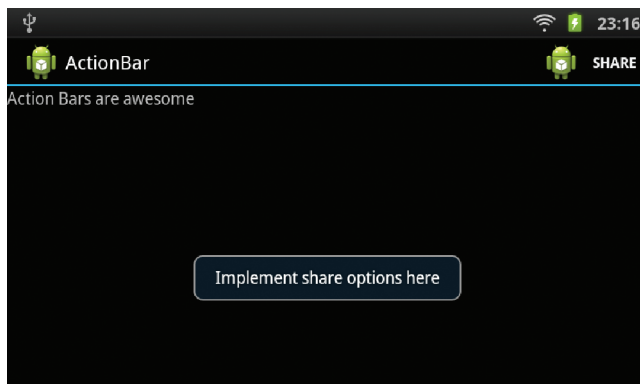 23:16
ActionBar SHARE
Action Bars are awesome
Implement share options here